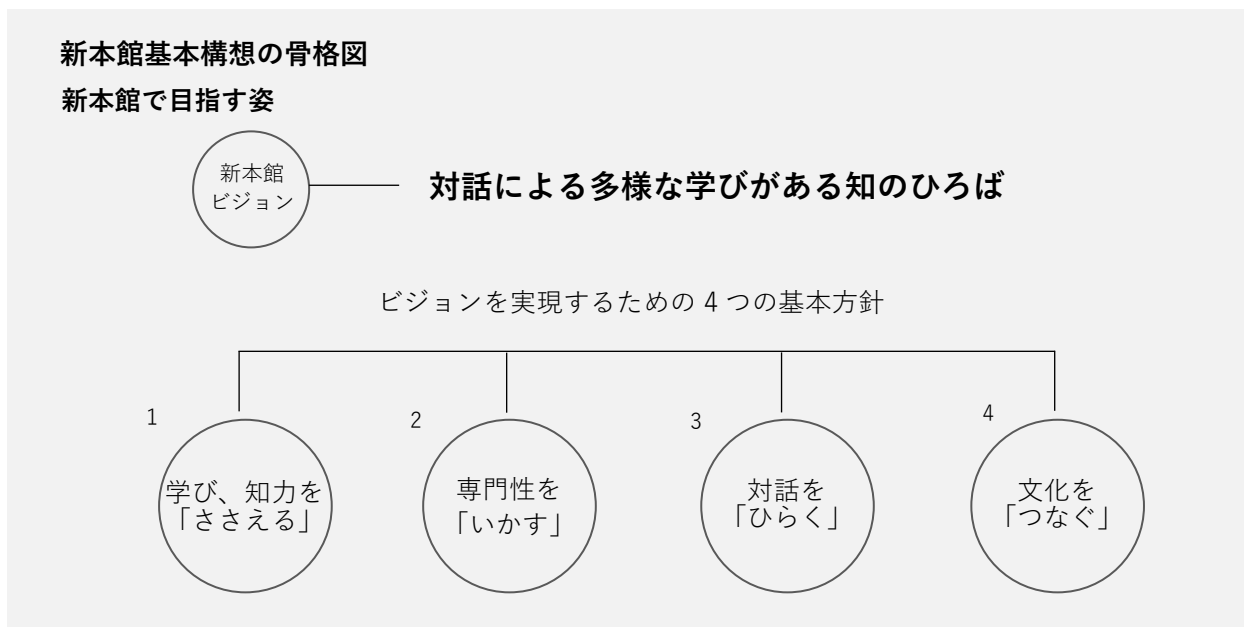 新本館基本構想の骨格図
新本館で目指す姿
新本館
ビジョン
対話による多様な学びがある知のひろば
ビジョンを実現するための 4 つの基本方針
1
学び、知力を
「ささえる」
2
専門性を
「いかす」
3
対話を
「ひらく」
4
文化を
「つなぐ」